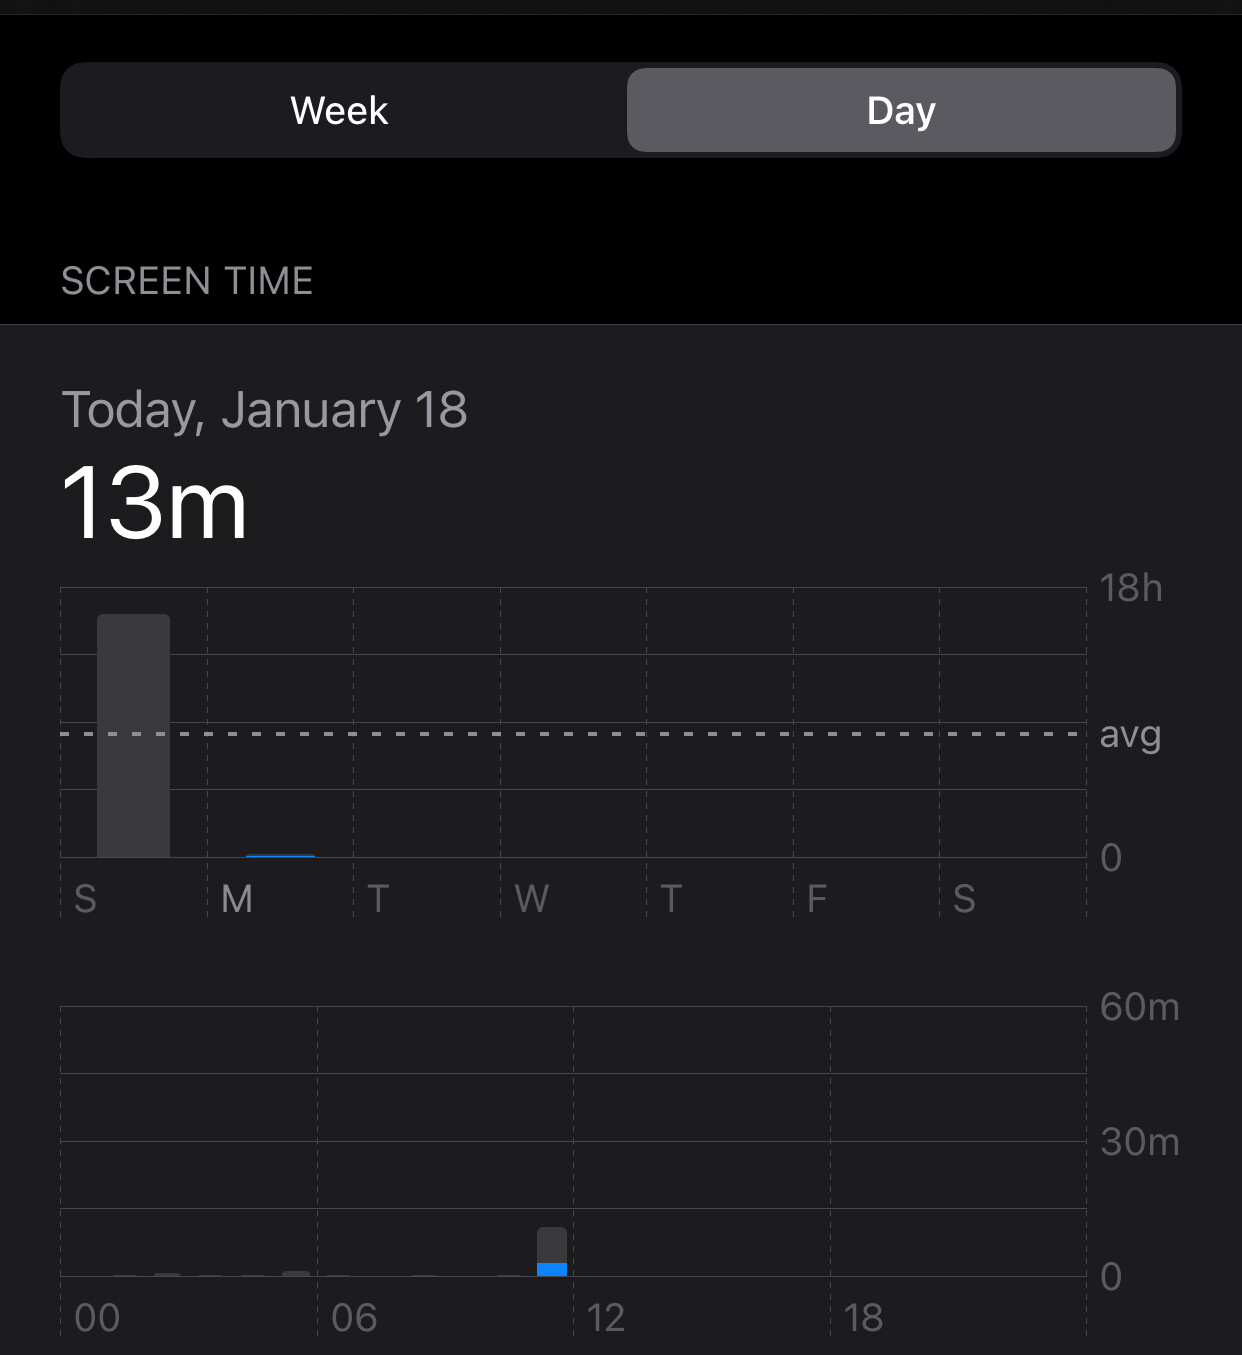 Week Day
SCREEN TIME
Today, January 18
13m
18h
avg
0
S M T W T F S
60m
30m
0
00 06 12 18